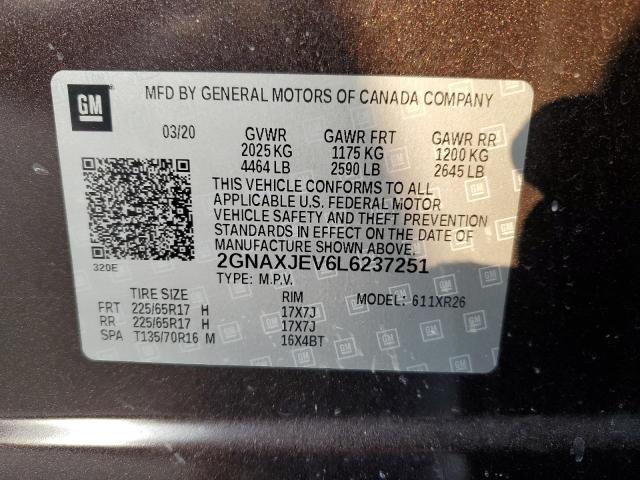 GM
MFD BY GENERAL MOTORS OF CANADA COMPANY
03/20 GVWR GAWR FRT GAWR RR
2025 KG 1175 KG 1200 KG
4464 LB 2590 LB 2645 LB
THIS VEHICLE CONFORMS TO ALL
APPLICABLE U.S. FEDERAL MOTOR
VEHICLE SAFETY AND THEFT PREVENTION
STANDARDS IN EFFECT ON THE DATE OF
MANUFACTURE SHOWN ABOVE.
320E 2GNAXJEV6L6237251
TYPE: M.P.V.
TIRE SIZE RIM MODEL: 611XR26
FRT 225/65R17 H 17X7J
RR 225/65R17 H 17X7J
SPA T135/70R16 M 16X4BT